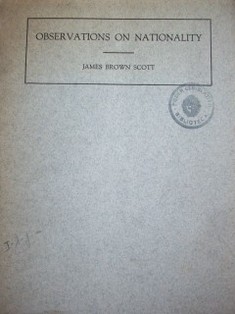 OBSERVATIONS ON NATIONALITY
JAMES BROWN SCOTT